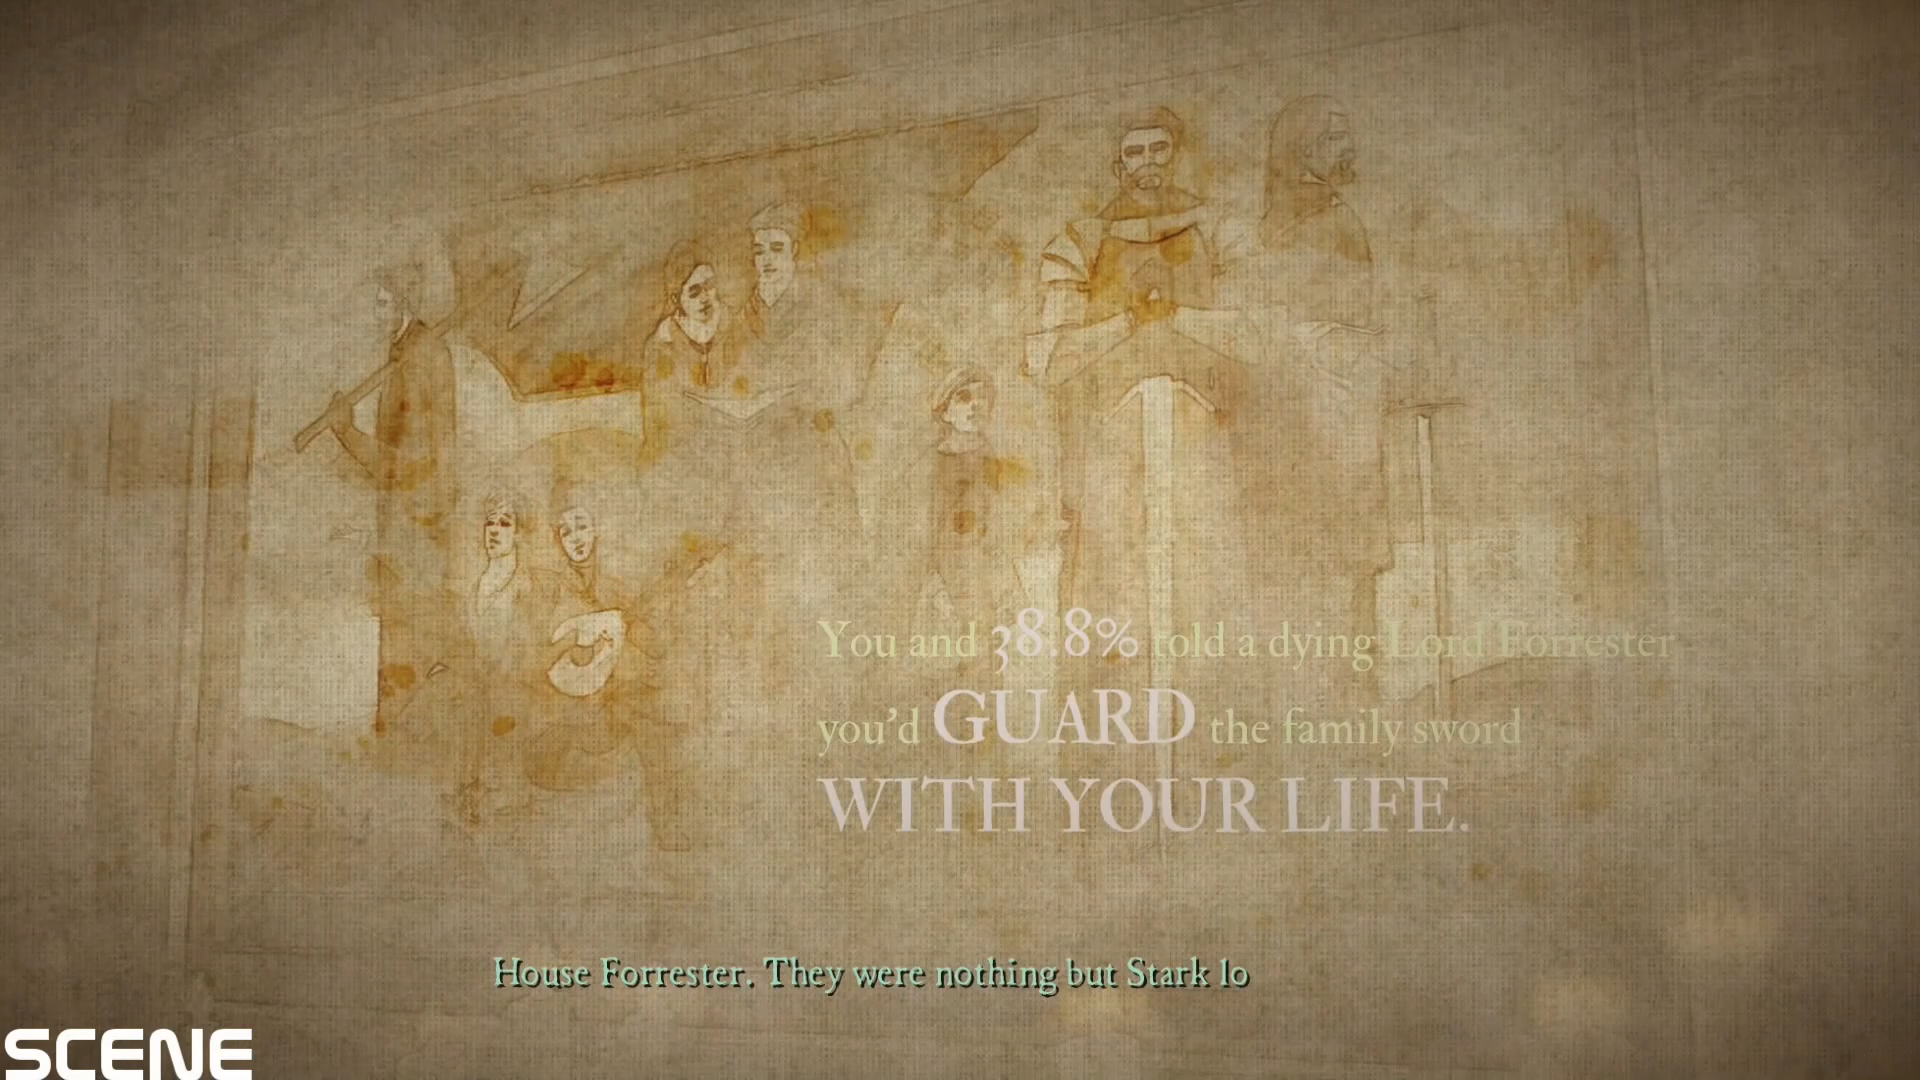 You and 38.8% told a dying Lord Forrester
you'd GUARD the family sword
WITH YOUR LIFE.
House Forrester. They were nothing but Stark lo
SCENE